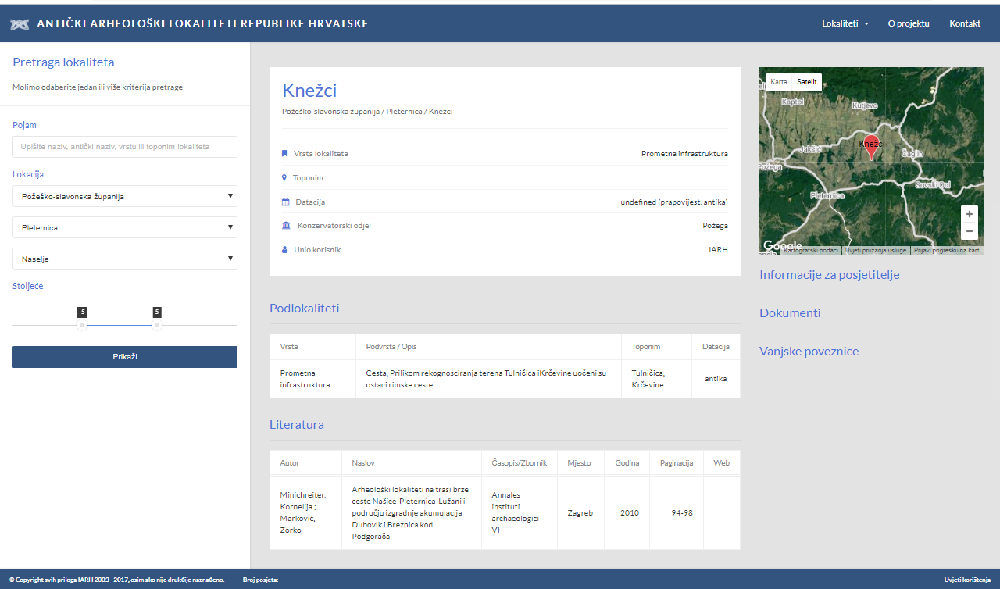 ANTIČKI ARHEOLOŠKI LOKALITETI REPUBLIKE HRVATSKE
Lokaliteti
O projektu
Kontakt
Pretraga lokaliteta
Molimo odaberite jedan ili više kriterija pretrage
Pojam
Upišite naziv, antički naziv, vrstu ili toponim lokaliteta
Lokacija
Požeško-slavonska županija
Pleternica
Naselje
Stoljeće
-5
5
Prikaži
Knežci
Požeško-slavonska županija / Pleternica / Knežci
Vrsta lokaliteta
Prometna infrastruktura
Toponim
Datacija
undefined (prapovijest, antika)
Konzervatorski odjel
Požega
Unio korisnik
IARH
Podlokaliteti
Vrsta
Podvrsta / Opis
Toponim
Datacija
Prometna
infrastruktura
Cesta, Prilikom rekognosciranja terena Tulničica iKrčevine uočeni su
ostaci rimske ceste.
Tulničica,
Krčevine
antika
Literatura
Autor
Naslov
Časopis/Zbornik
Mjesto
Godina
Paginacija
Web
Minichreiter,
Kornelija ;
Marković,
Zorko
Arheološki lokaliteti na trasi brze
ceste Našice-Pleternica-Lužani i
području izgradnje akumulacija
Dubovik i Breznica kod
Podgorača
Annales
instituti
archaeologici
VI
Zagreb
2010
94-98
Karta
Satelit
Kaptol
Kutjevo
Knežci
Jakšić
Čaglin
ožega
Sovski Dol
Pleternica
+
−
Google
Kartografski podaci
Uvjeti pružanja usluge
Prijavi pogrešku na karti
Informacije za posjetitelje
Dokumenti
Vanjske poveznice
© Copyright svih priloga IARH 2003 - 2017, osim ako nije drukčije naznačeno.
Broj posjeta:
Uvjeti korištenja